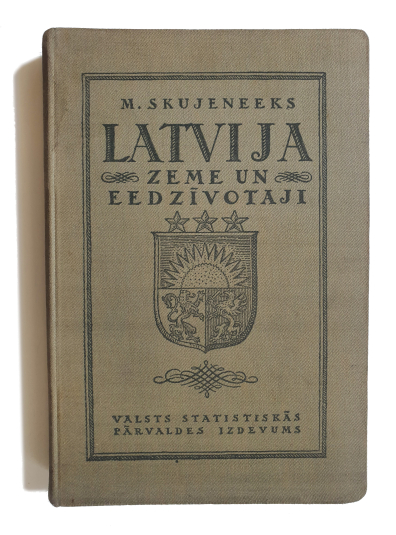 M. SKUJENEEKS
LATVIJA
ZEME UN
EEDZĪVOTAJI
VALSTS STATISTISKĀS
PĀRVALDES IZDEVUMS